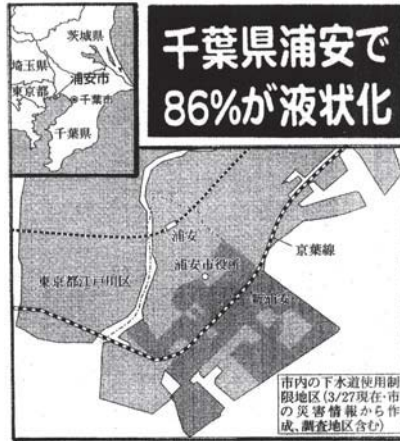 千葉県浦安で
86%が液状化
茨城県
埼玉県
浦安市
東京都
千葉市
千葉県
浦安
京葉線
浦安市役所
東京都江戸川区
新浦安
市内の下水道使用制
限地区(3/27現在・市
の災害情報から作
成、調査地区含む)